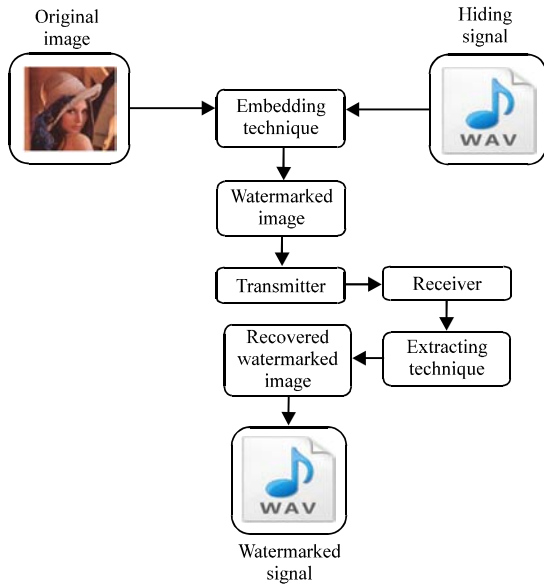 Original
image
Hiding
signal
WAV
Embedding
technique
Watermarked
image
Transmitter
Receiver
Recovered
watermarked
image
Extracting
technique
WAV
Watermarked
signal